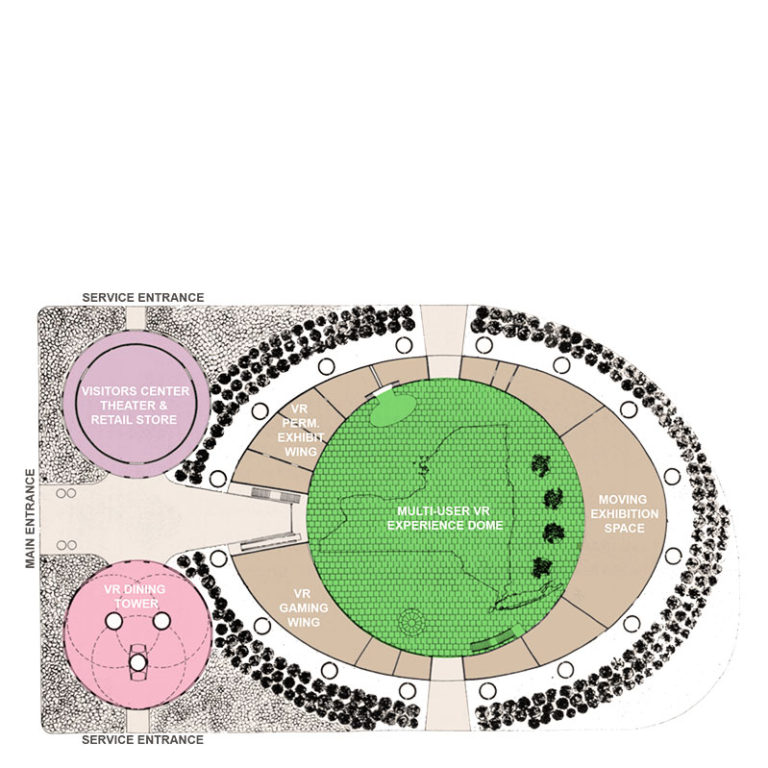 SERVICE ENTRANCE
VISITORS CENTER
THEATER &
RETAIL STORE
VR
PERM.
EXHIBIT
WING
MAIN ENTRANCE
MULTI-USER VR
EXPERIENCE DOME
MOVING
EXHIBITION
SPACE
VR DINING
TOWER
VR
GAMING
WING
SERVICE ENTRANCE